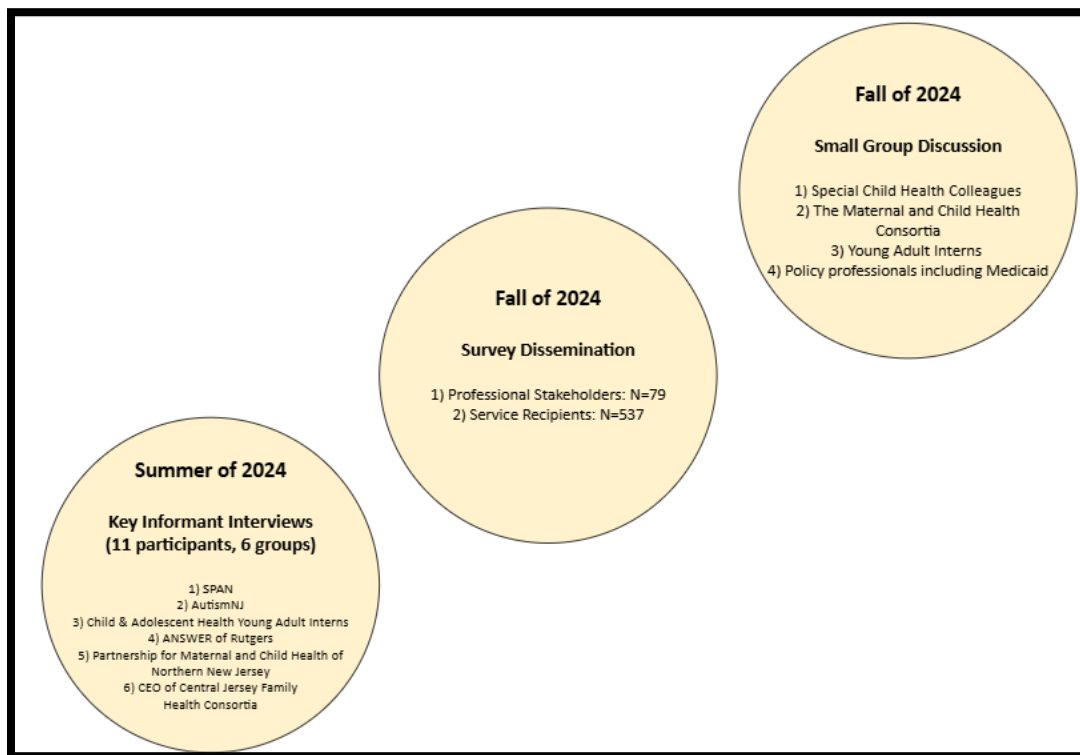 Fall of 2024
Small Group Discussion
1) Special Child Health Colleagues
2) The Maternal and Child Health
Consortia
3) Young Adult Interns
4) Policy professionals including Medicaid
Fall of 2024
Survey Dissemination
1) Professional Stakeholders: N=79
2) Service Recipients: N=537
Summer of 2024
Key Informant Interviews
(11 participants, 6 groups)
1) SPAN
2) AutismNJ
3) Child & Adolescent Health Young Adult Interns
4) ANSWER of Rutgers
5) Partnership for Maternal and Child Health of
Northern New Jersey
6) CEO of Central Jersey Family
Health Consortia